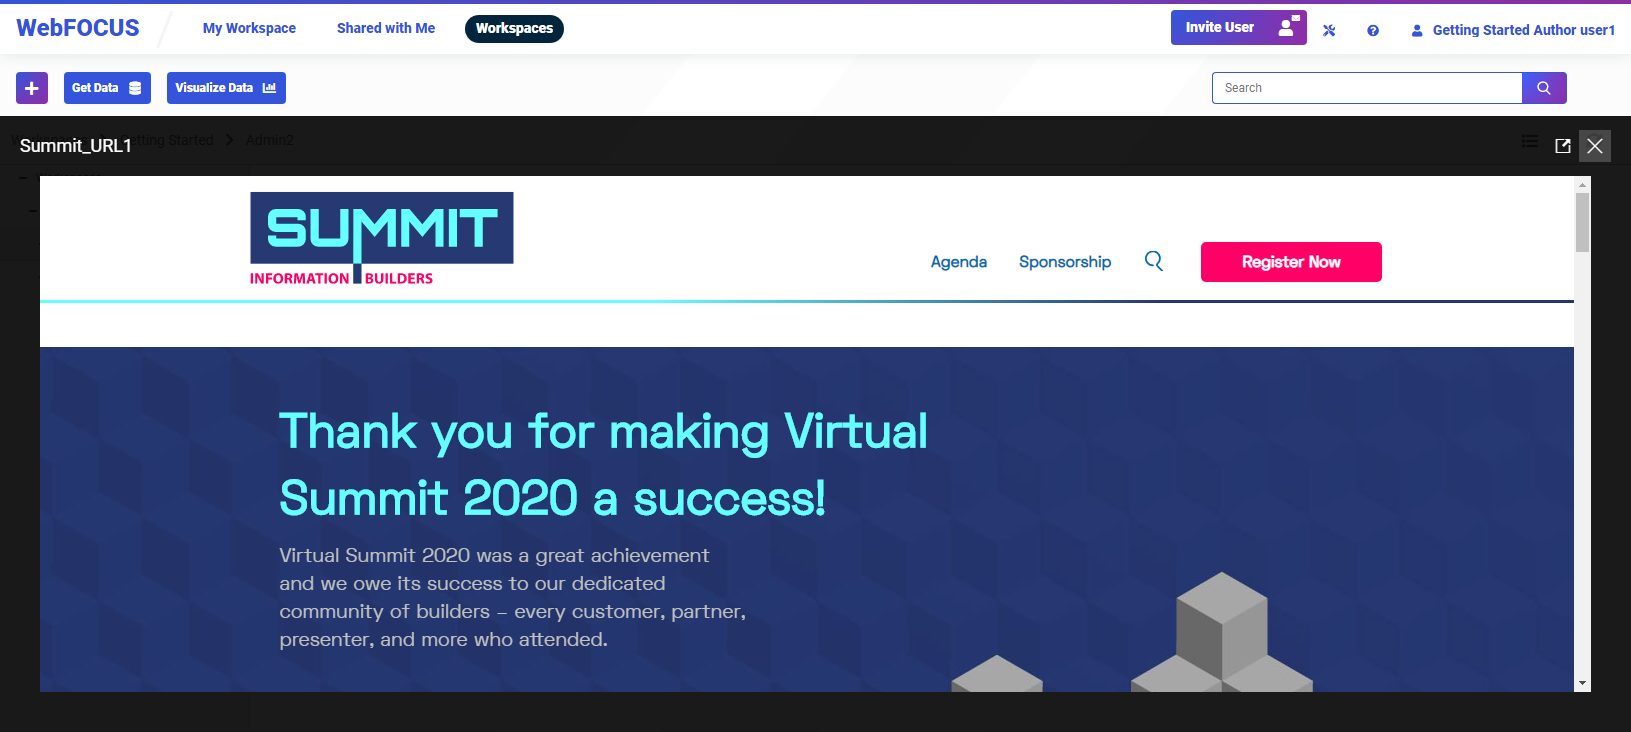 WebFOCUS
My Workspace
Shared with Me
Workspaces
Invite User
Getting Started Author user1
Get Data
Visualize Data
Search
Getting Started
Admin2
Summit_URL1
SUMMIT
INFORMATION BUILDERS
Agenda
Sponsorship
Register Now
Thank you for making Virtual
Summit 2020 a success!
Virtual Summit 2020 was a great achievement
and we owe its success to our dedicated
community of builders – every customer, partner,
presenter, and more who attended.